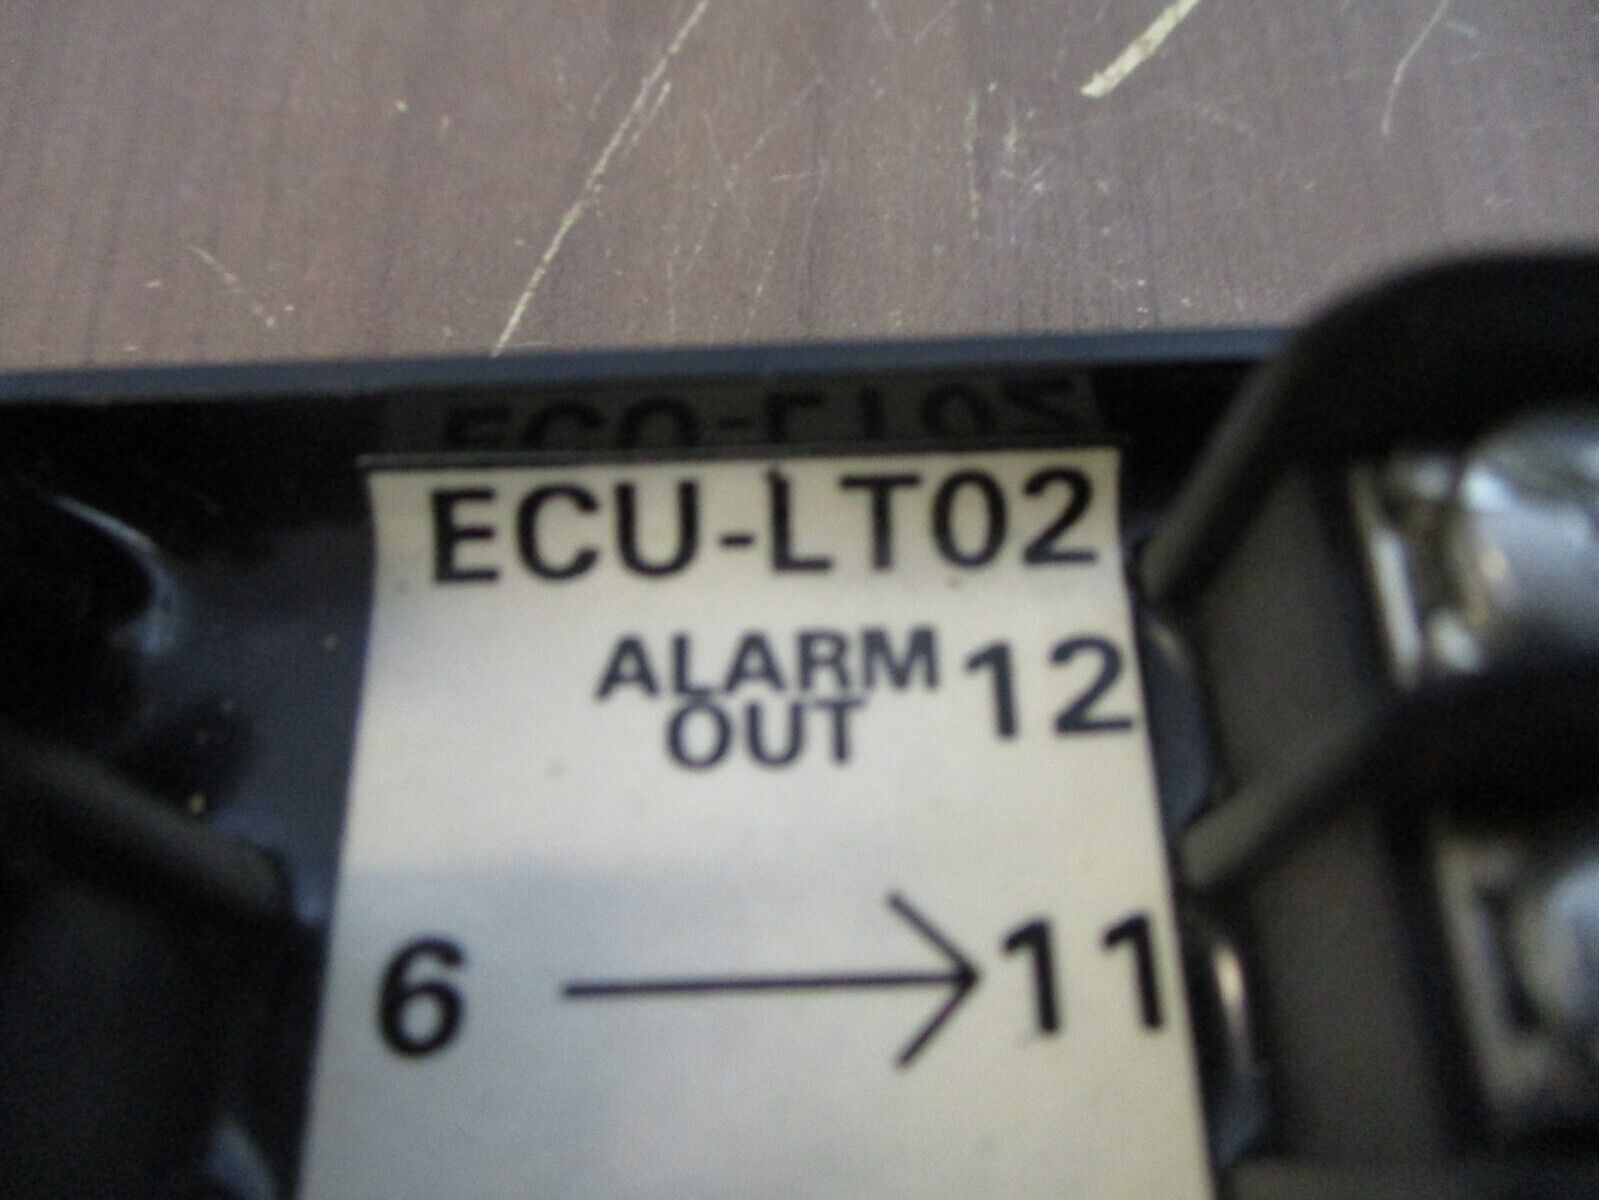 ECU-LT02
ALARM 12
OUT
6 → 11